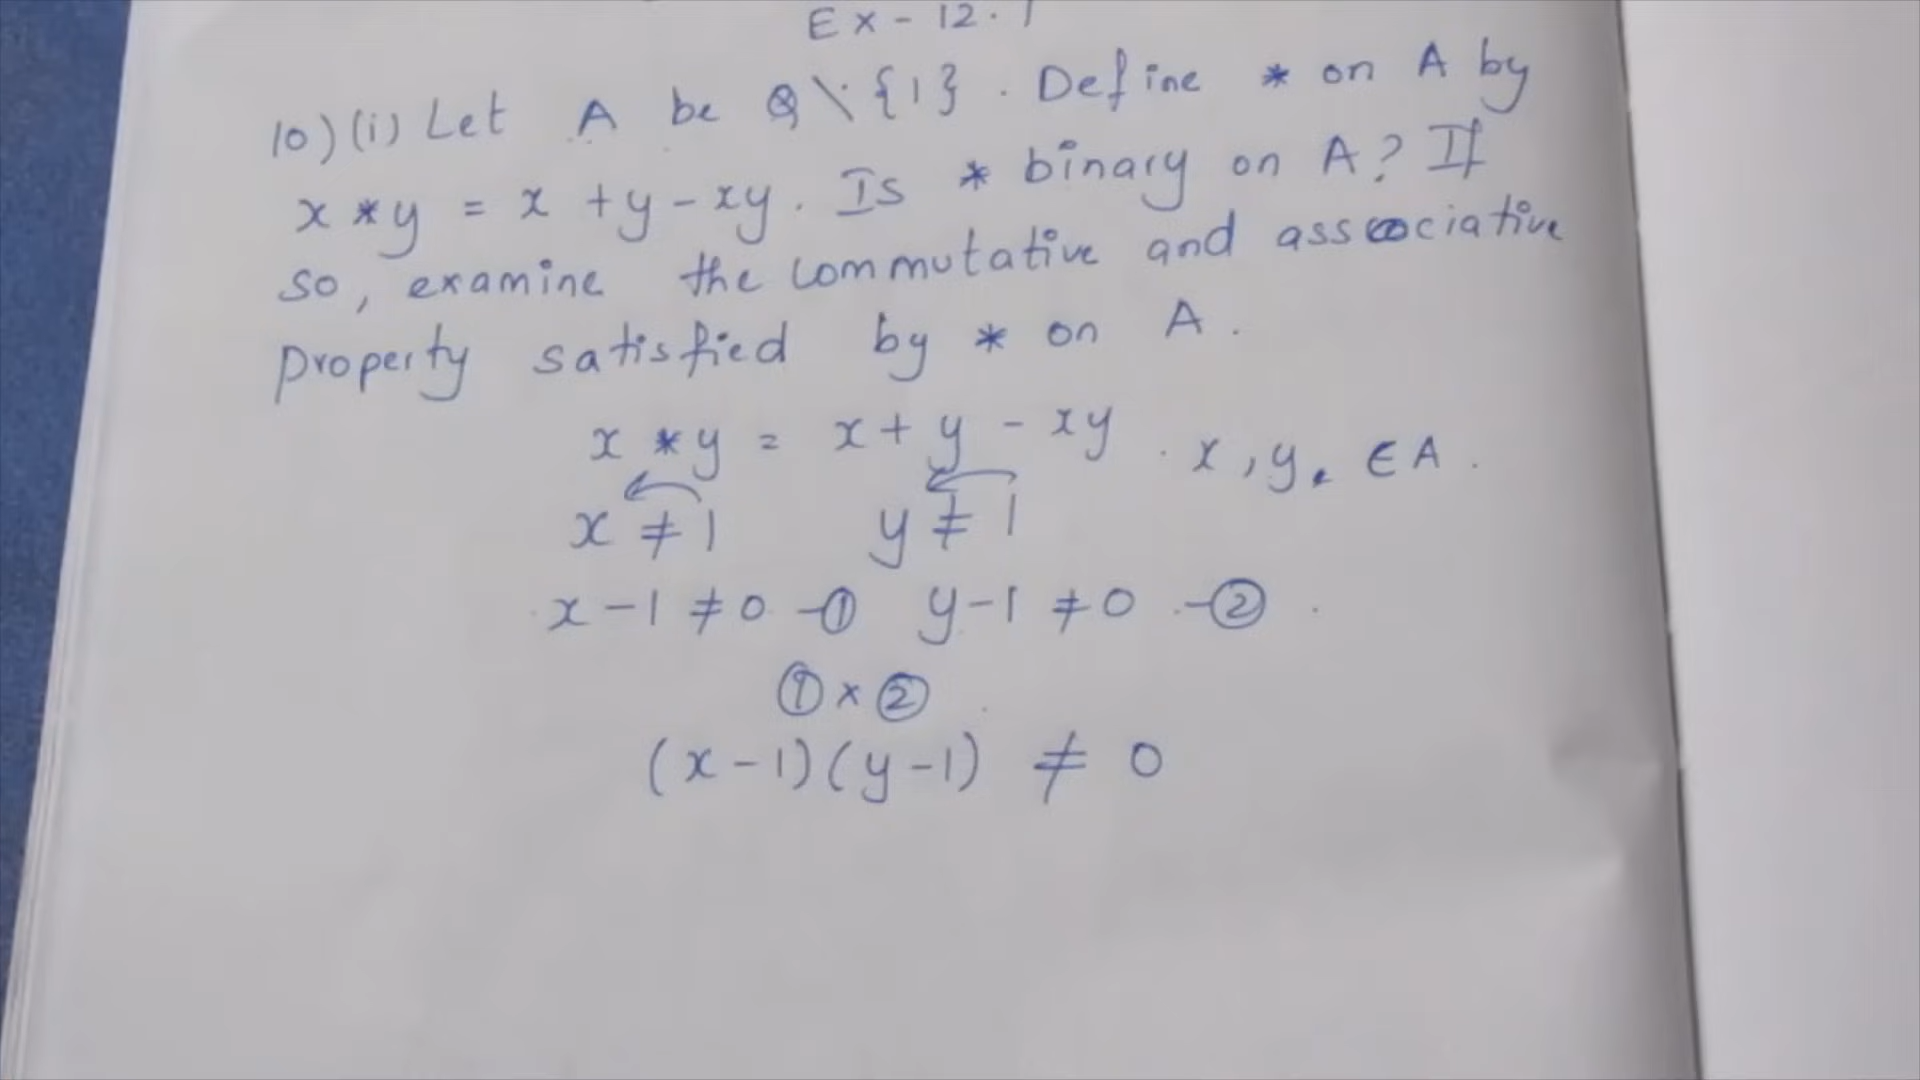 Ex - 12.1
10) (i) Let A be Q \ {1}. Define * on A by
x * y = x + y - xy. Is * binary on A? If
so, examine the commutative and associative
property satisfied by * on A.
x * y = x + y - xy . x, y, ∈ A.
x ≠ 1 y ≠ 1
x - 1 ≠ 0 - ① y - 1 ≠ 0 - ②
① x ②
(x - 1)(y - 1) ≠ 0